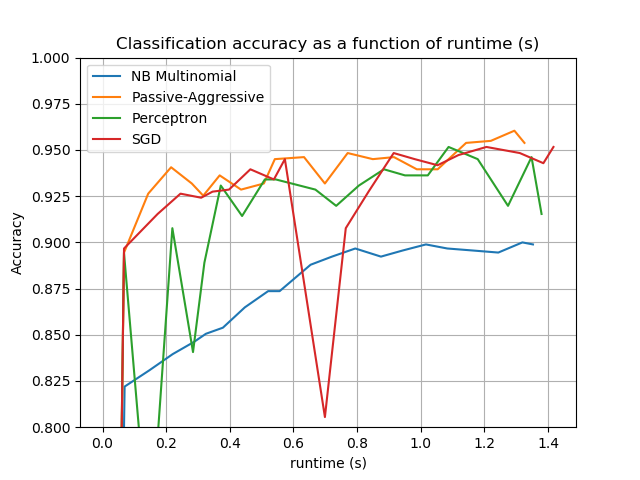 Classification accuracy as a function of runtime (s)
1.000
0.975
0.950
0.925
0.900
0.875
0.850
0.825
0.800
Accuracy
NB Multinomial
Passive-Aggressive
Perceptron
SGD
0.0 0.2 0.4 0.6 0.8 1.0 1.2 1.4
runtime (s)